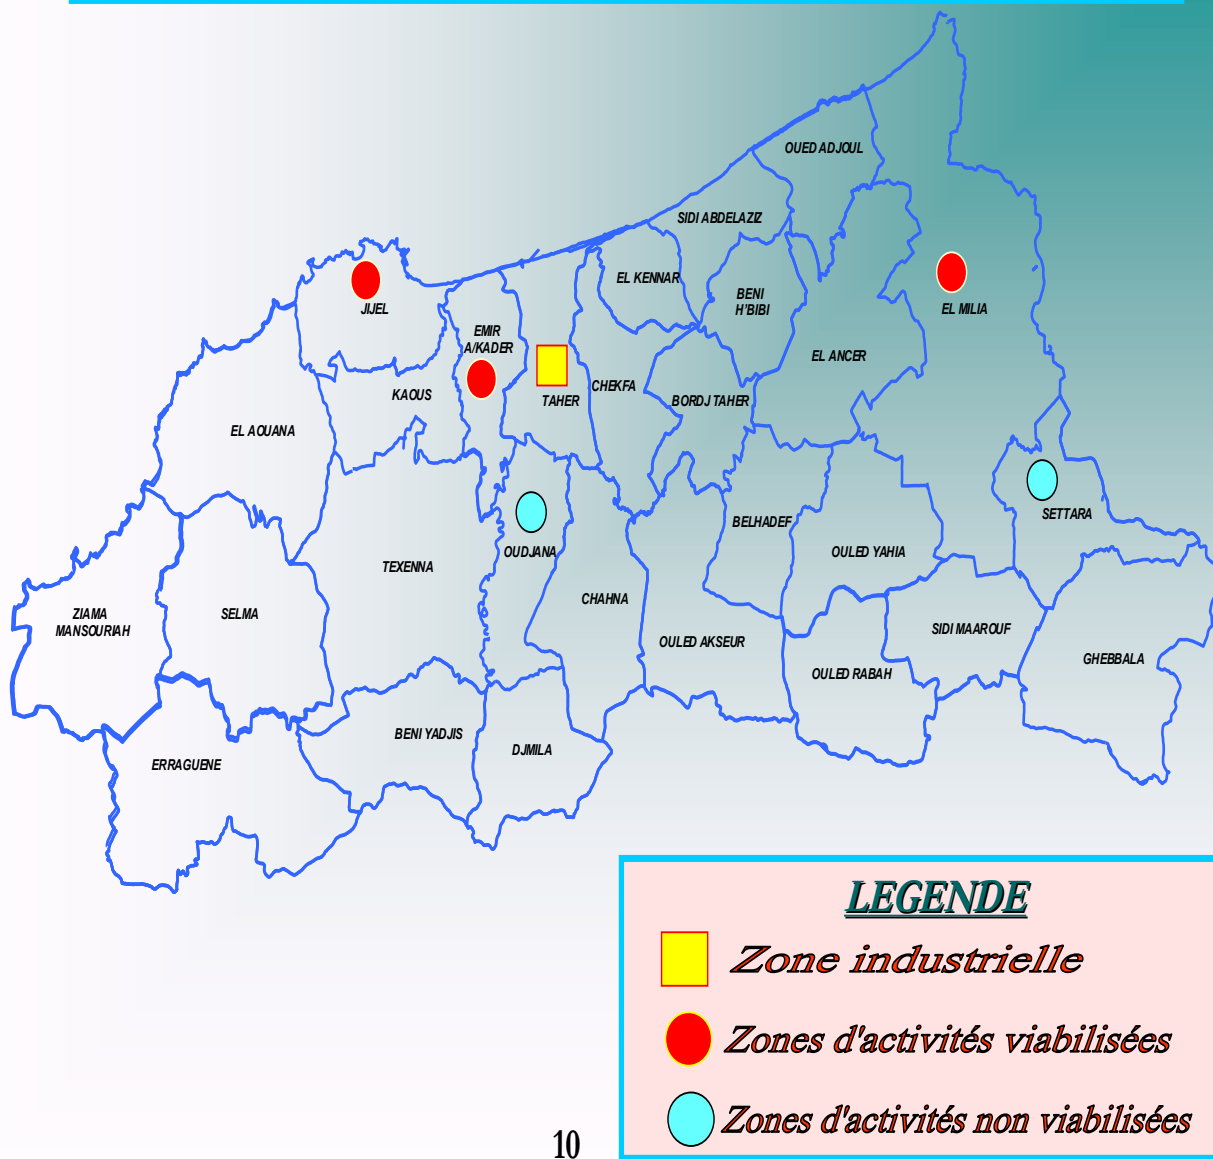 OUED ADJOUL
SIDI ABDELAZIZ
EL KENNAR
BENI
H'BIBI
JIJEL
EL MILIA
EMIR
A/KADER
EL ANCER
KAOUS
TAHER
CHEKFA
BORDJ TAHER
EL AOUANA
BELHADEF
SETTARA
OUDJANA
OULED YAHIA
TEXENNA
CHAHNA
ZIAMA
MANSOURIAH
SELMA
OULED AKSEUR
SIDI MAAROUF
GHEBBALA
OULED RABAH
BENI YADJIS
DJMILA
ERRAGUENE
LEGENDE
Zone industrielle
Zones d'activités viabilisées
Zones d'activités non viabilisées
10